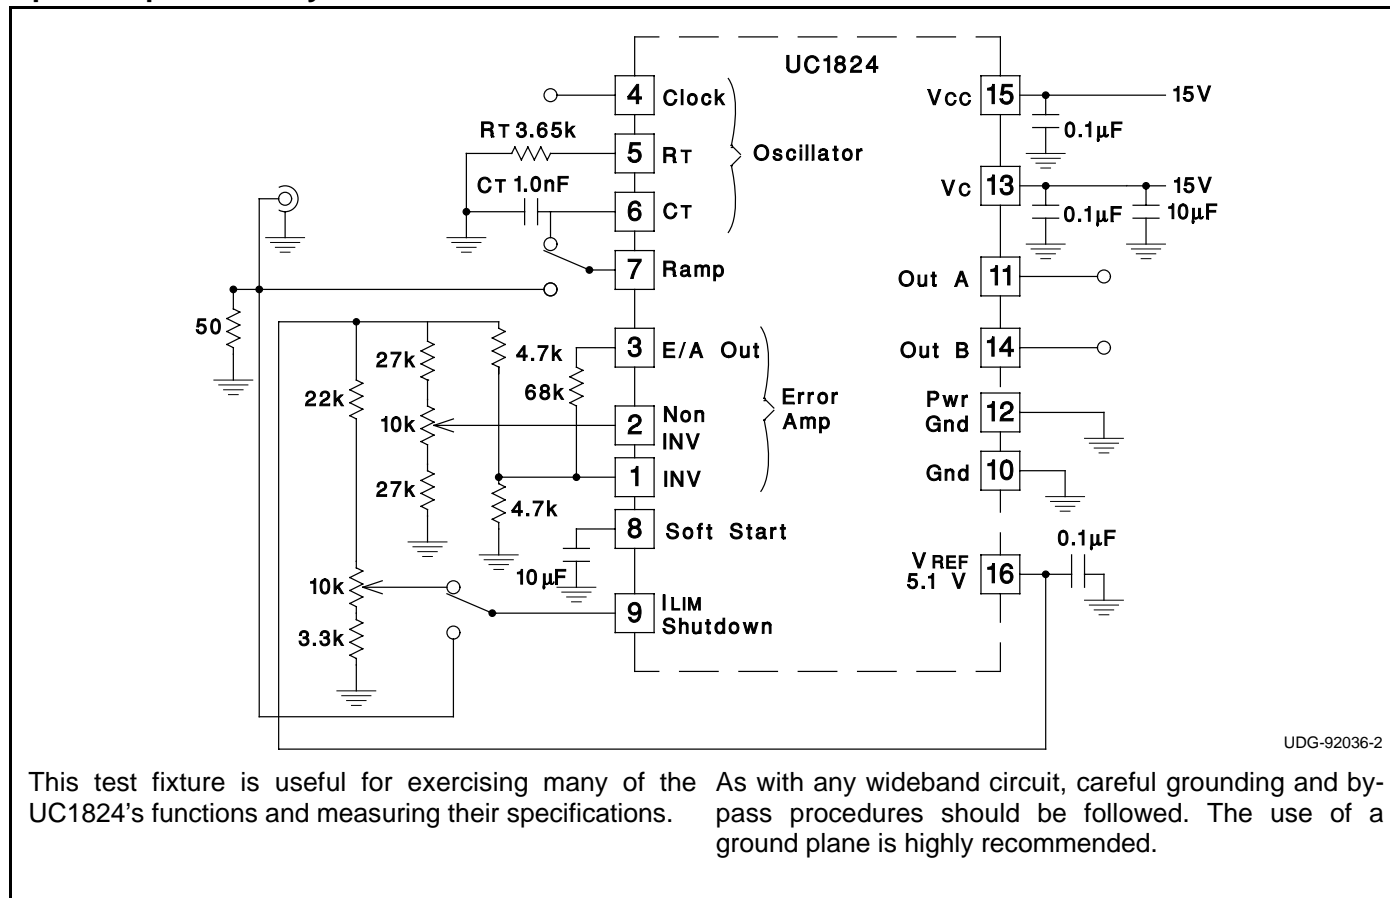 UC1824
4 Clock
RT 3.65k
5 RT
Oscillator
CT 1.0nF
6 CT
7 Ramp
VCC 15
15V
0.1µF
VC 13
15V
0.1µF
10µF
Out A 11
Out B 14
50
27k
4.7k
3 E/A Out
22k
68k
Error
Amp
10k
2 Non
INV
27k
1 INV
4.7k
8 Soft Start
10µF
10k
3.3k
9 ILIM
Shutdown
Pwr
Gnd 12
Gnd 10
VREF
5.1 V 16
0.1µF
UDG-92036-2
This test fixture is useful for exercising many of the
UC1824’s functions and measuring their specifications.
As with any wideband circuit, careful grounding and by-
pass procedures should be followed. The use of a
ground plane is highly recommended.